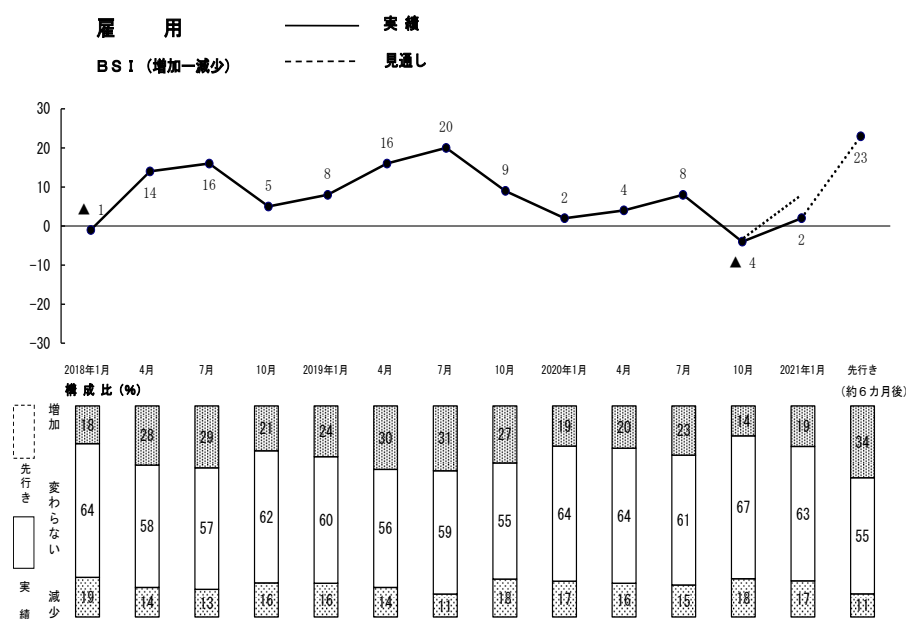 雇用
実績
BSI(増加ー減少)
見通し
30
20
10
0
-10
-20
-30
▲ 1
14
16
5
8
16
20
9
2
4
8
▲ 4
2
23
2018年1月 4月 7月 10月 2019年1月 4月 7月 10月 2020年1月 4月 7月 10月 2021年1月 先行き
構成比(%)
(約6カ月後)
増加
18 28 29 21 24 30 31 27 19 20 23 14 19 34
先行き
変わらない
64 58 57 62 60 56 59 55 64 64 61 67 63 55
実績
減少
19 14 13 16 16 14 11 18 17 16 15 18 17 11